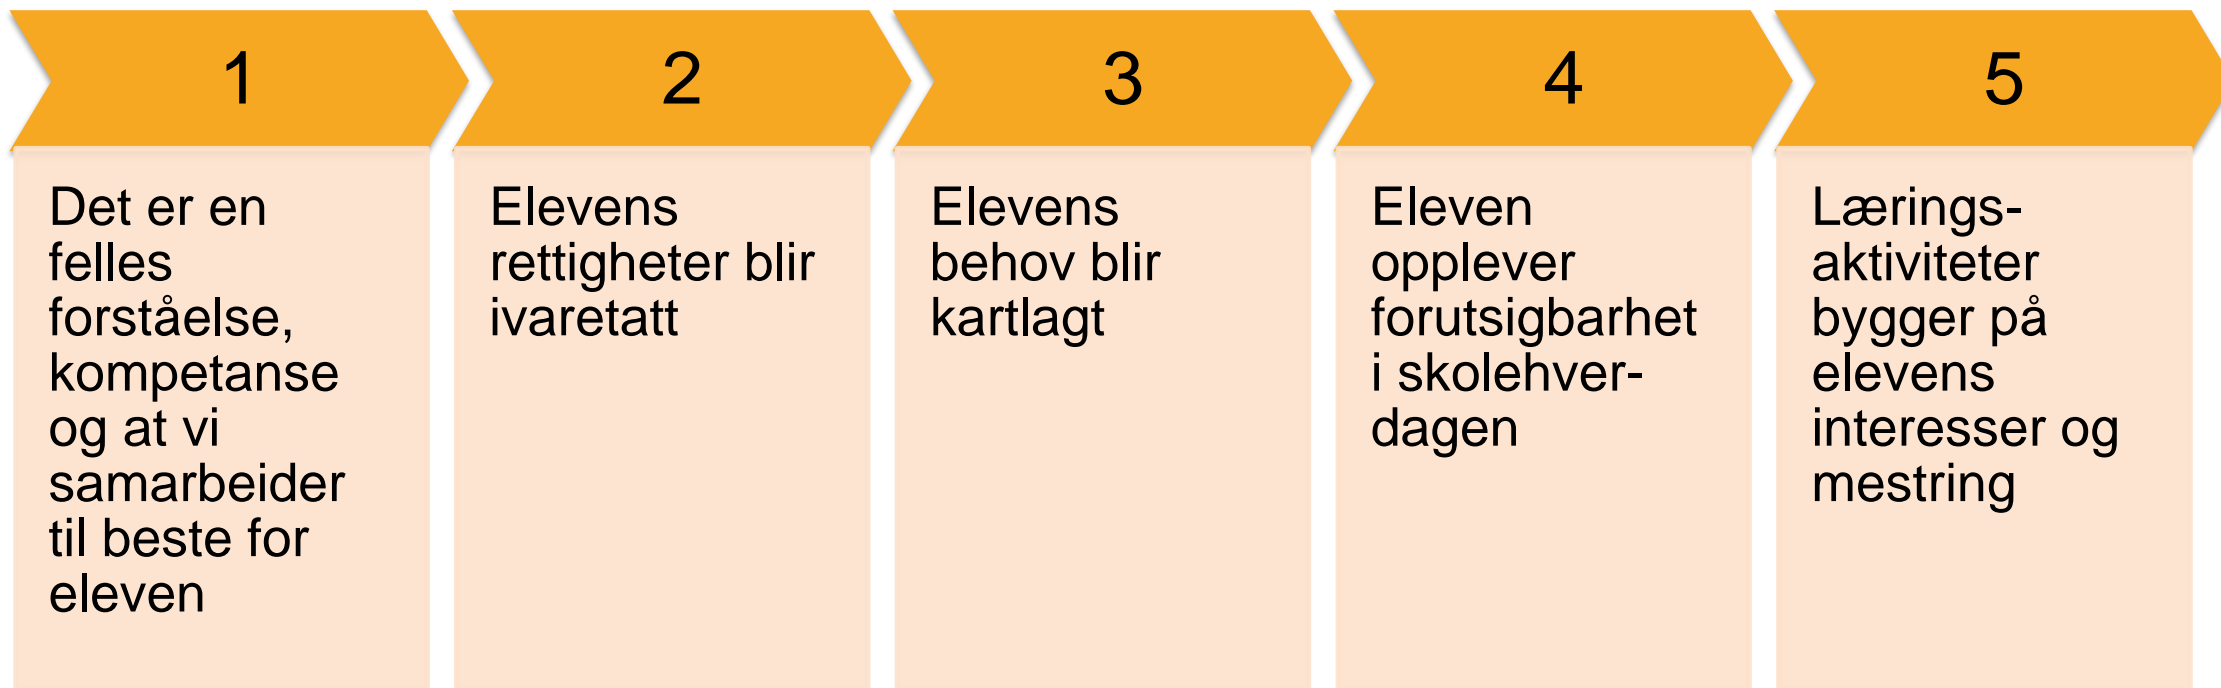 1
Det er en
felles
forståelse,
kompetanse
og at vi
samarbeider
til beste for
eleven
2
Elevens
rettigheter blir
ivaretatt
3
Elevens
behov blir
kartlagt
4
Eleven
opplever
forutsigbarhet
i skolehver-
dagen
5
Lærings-
aktiviteter
bygger på
elevens
interesser og
mestring